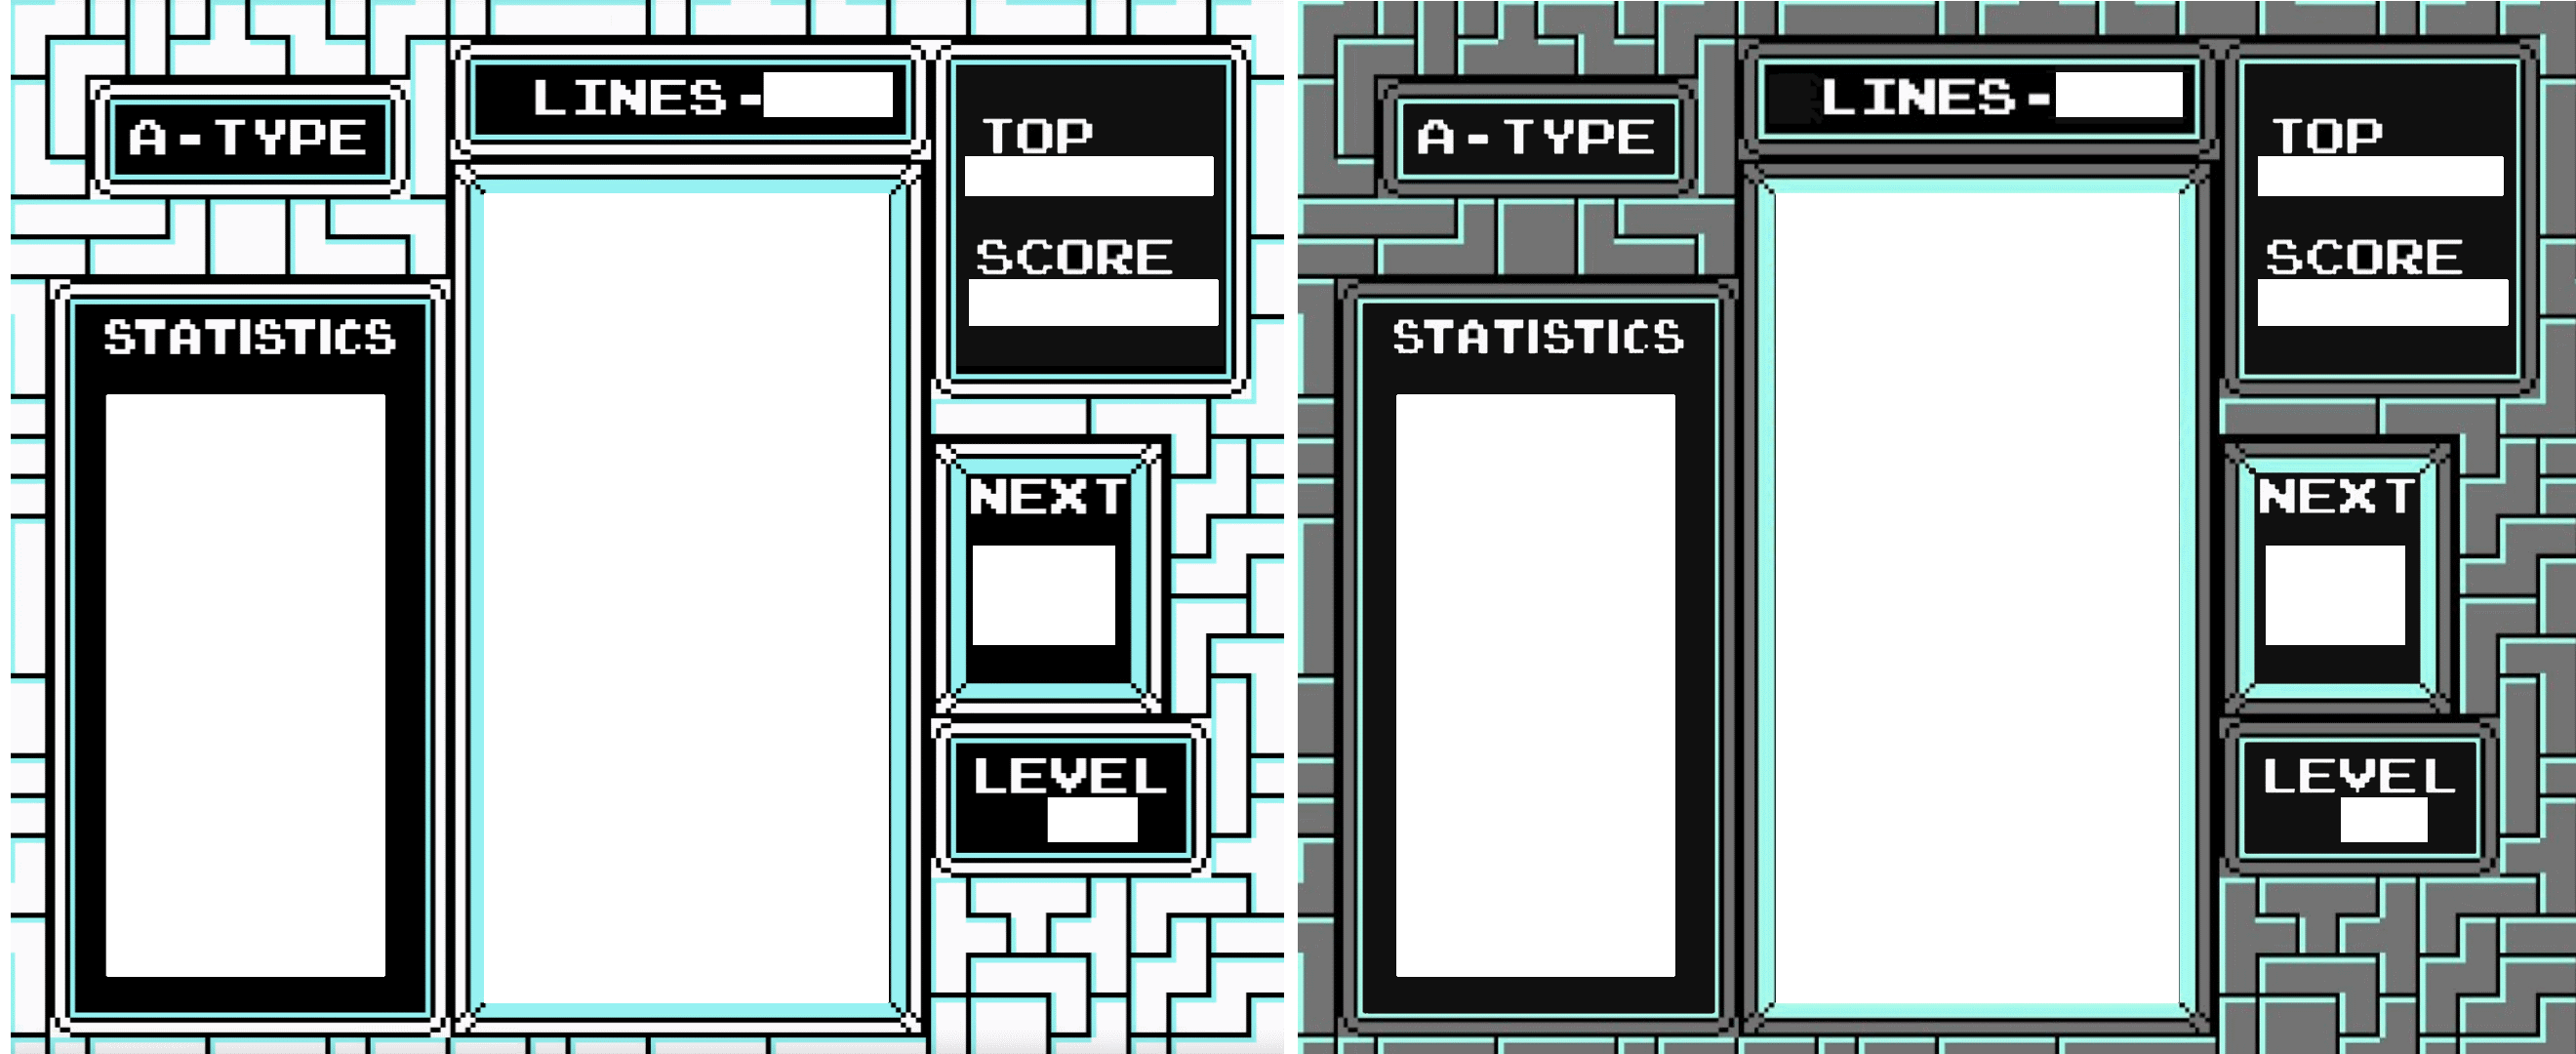 LINES-
A-TYPE
TOP
SCORE
STATISTICS
NEXT
LEVEL
LINES-
A-TYPE
TOP
SCORE
STATISTICS
NEXT
LEVEL